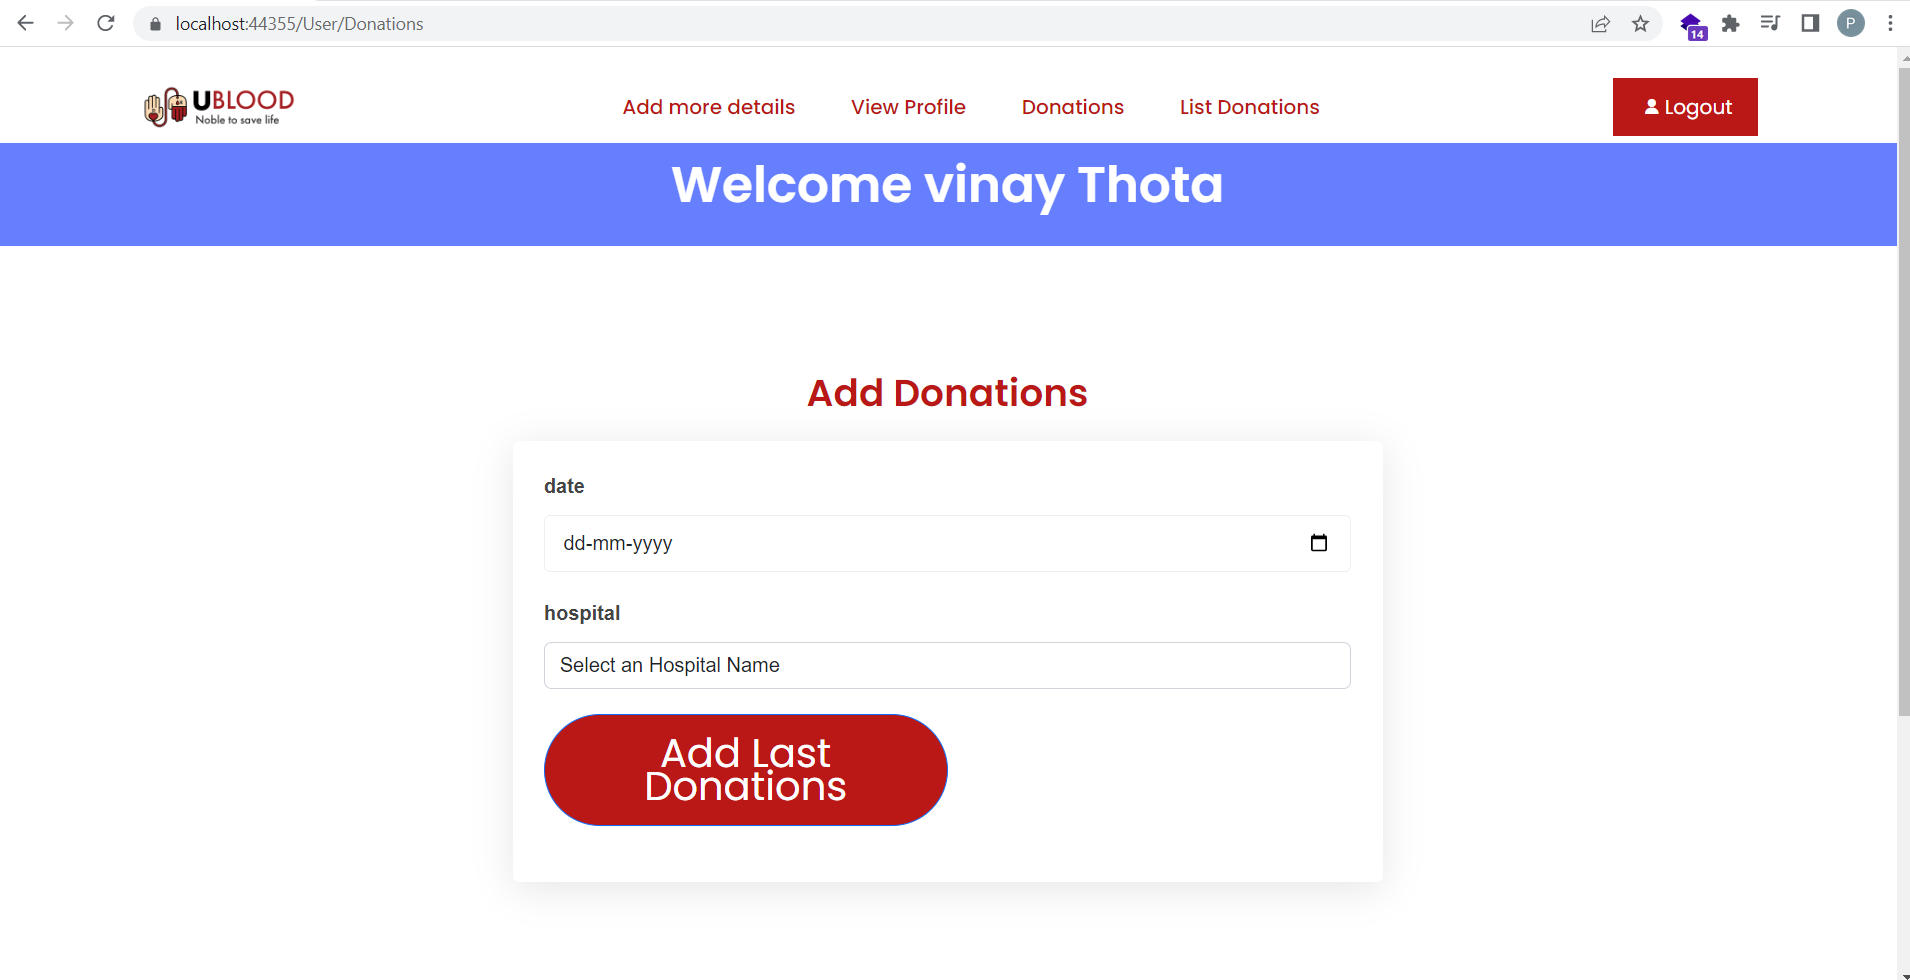 localhost:44355/User/Donations
14
P
UBLOOD
Noble to save life
Add more details
View Profile
Donations
List Donations
Logout
Welcome vinay Thota
Add Donations
date
dd-mm-yyyy
hospital
Select an Hospital Name
Add Last
Donations